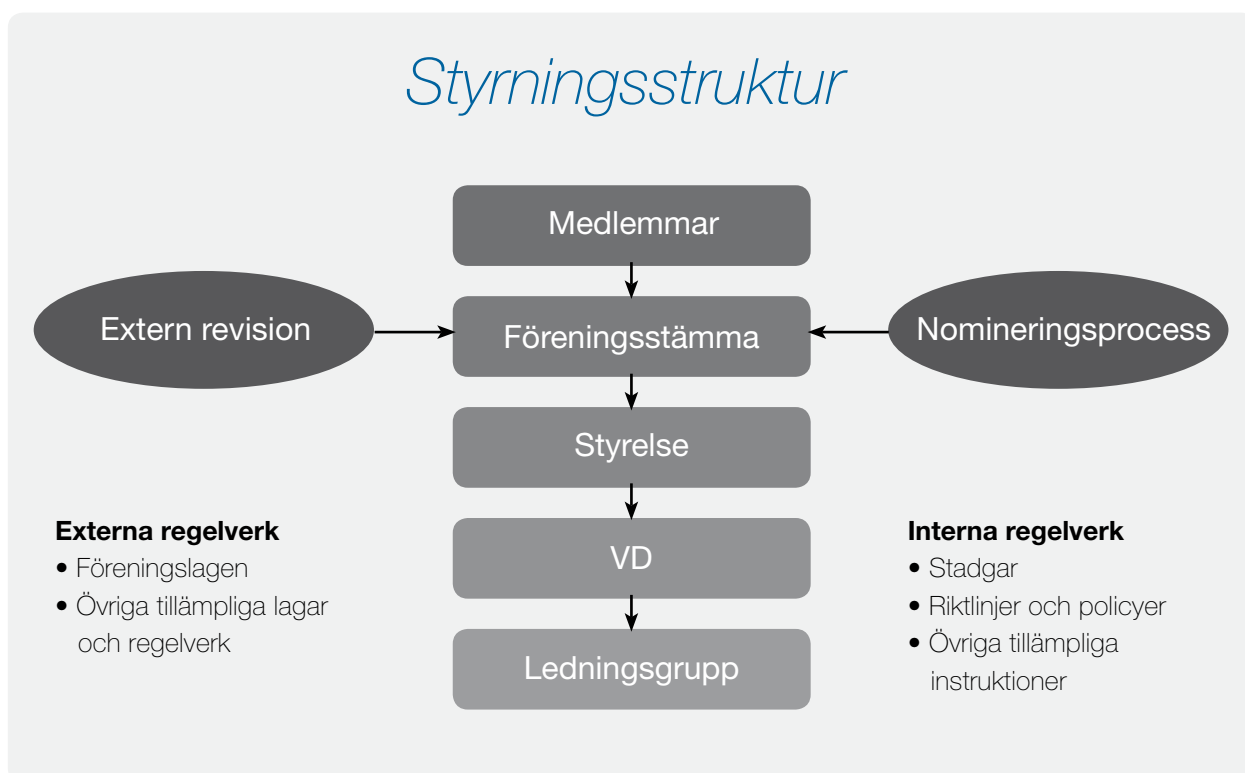 Styrningsstruktur
Medlemmar
Extern revision
Föreningsstämma
Nomineringsprocess
Styrelse
VD
Ledningsgrupp
Externa regelverk
• Föreningslagen
• Övriga tillämpliga lagar
och regelverk
Interna regelverk
• Stadgar
• Riktlinjer och policyer
• Övriga tillämpliga
instruktioner